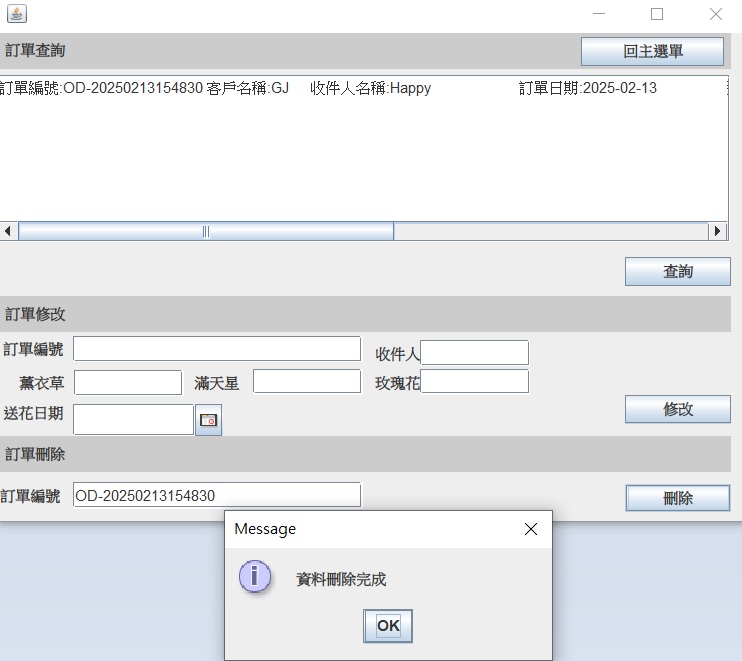 訂單查詢 回主選單
訂單編號:OD-20250213154830 客戶名稱:GJ 收件人名稱:Happy 訂單日期:2025-02-13
查詢
訂單修改
訂單編號 收件人
薰衣草 滿天星 玫瑰花
送花日期 修改
訂單刪除
訂單編號 OD-20250213154830 刪除
Message
資料刪除完成
OK